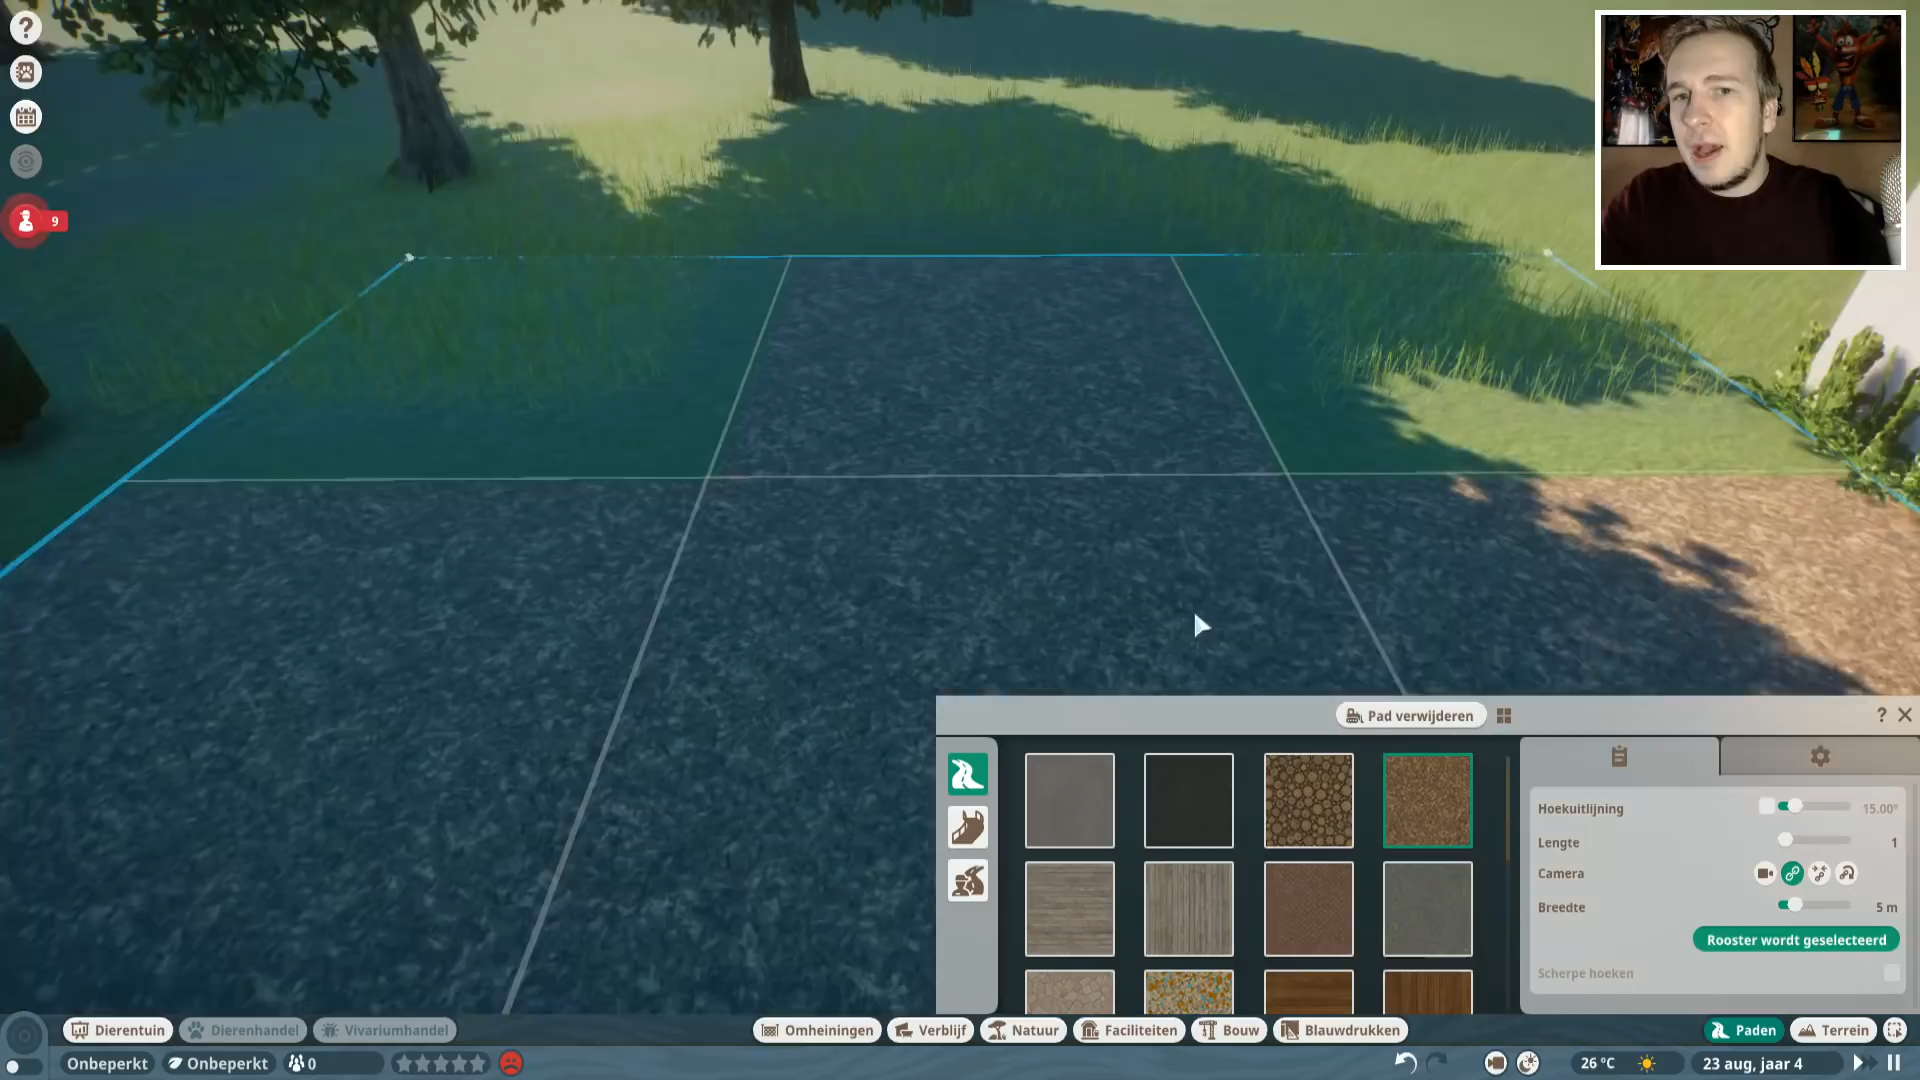 ?
9
Pad verwijderen
?
Hoekuitlijning 15.00°
Lengte 1
Camera
Breedte 5 m
Rooster wordt geselecteerd
Scherpe hoeken
Dierentuin Dierenhandel Vivariumhandel Omheiningen Verblijf Natuur Faciliteiten Bouw Blauwdrukken Paden Terrein
Onbeperkt Onbeperkt 0 26 °C 23 aug, jaar 4